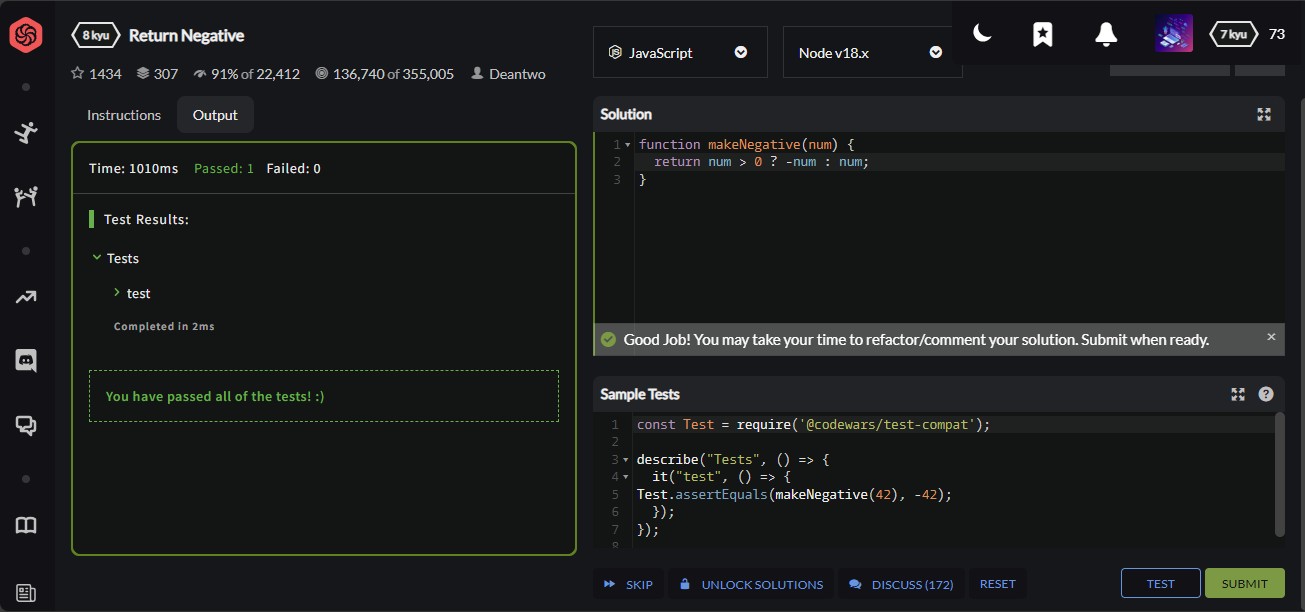 8 kyu Return Negative
1434 307 91% of 22,412 136,740 of 355,005 Deantwo
JavaScript
Node v18.x
7 kyu 73
Instructions Output
Time: 1010ms Passed: 1 Failed: 0
Test Results:
Tests
test
Completed in 2ms
You have passed all of the tests! :)
Solution
1 function makeNegative(num) {
2 return num > 0 ? -num : num;
3 }
Good Job! You may take your time to refactor/comment your solution. Submit when ready.
Sample Tests
1 const Test = require('@codewars/test-compat');
2
3 describe("Tests", () => {
4 it("test", () => {
5 Test.assertEquals(makeNegative(42), -42);
6 });
7 });
8
SKIP UNLOCK SOLUTIONS DISCUSS (172) RESET TEST SUBMIT